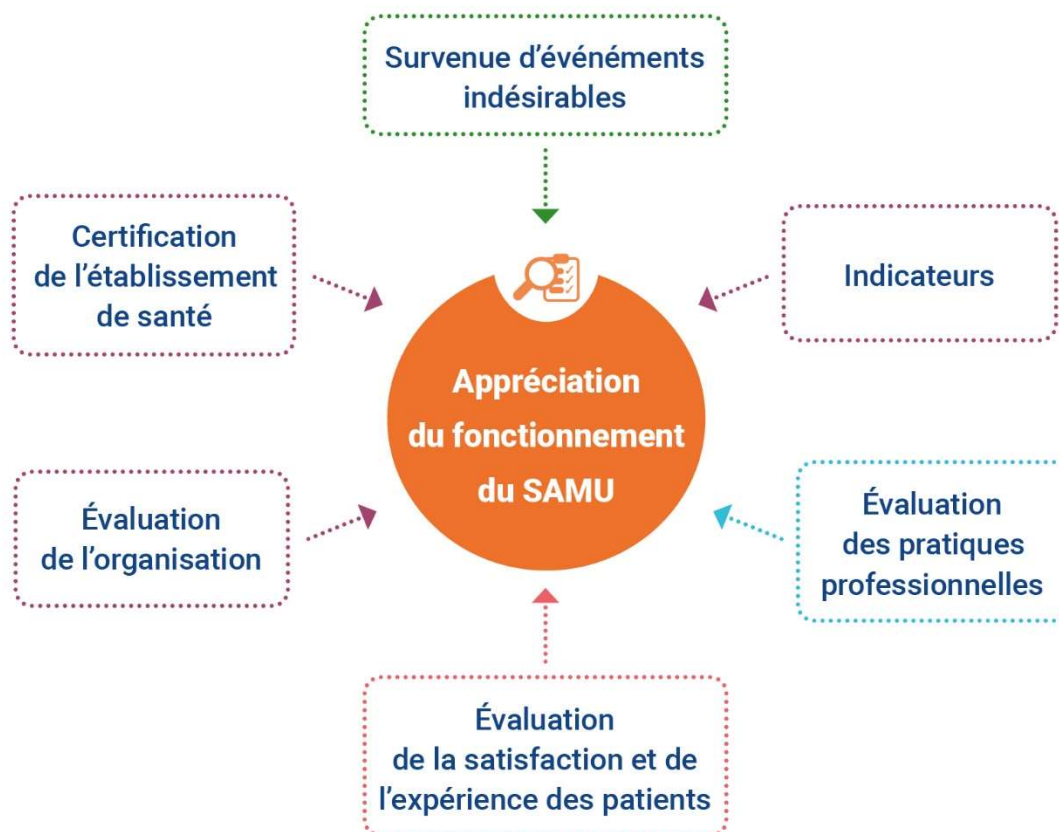 Survenue d'événéments
indésirables
Certification
de l'établissement
de santé
Indicateurs
Appréciation
du fonctionnement
du SAMU
Évaluation
de l'organisation
Évaluation
des pratiques
professionnelles
Évaluation
de la satisfaction et de
l'expérience des patients